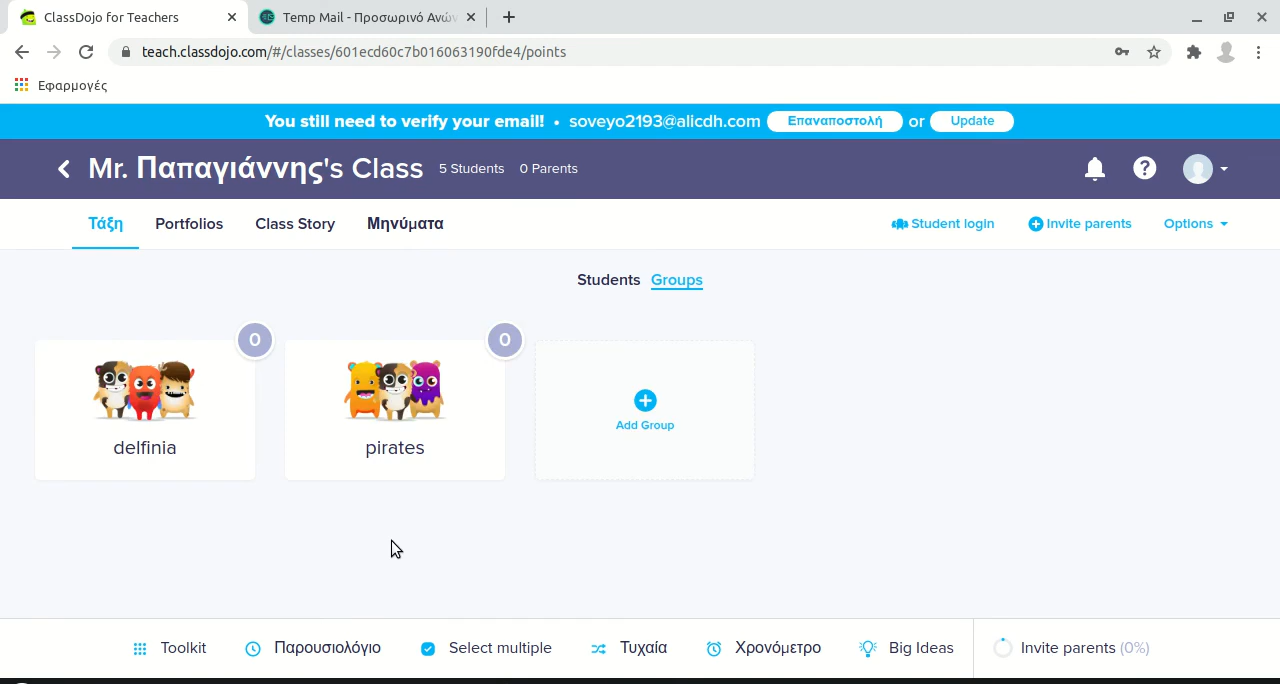 ClassDojo for Teachers
Temp Mail - Προσωρινό Ανών
teach.classdojo.com/#/classes/601ecd60c7b016063190fde4/points
Εφαρμογές
You still need to verify your email! • soveyo2193@alicdh.com Επαναποστολή or Update
Mr. Παπαγιάννης's Class 5 Students 0 Parents
Τάξη Portfolios Class Story Μηνύματα Student login Invite parents Options
Students Groups
0 0
Add Group
delfinia pirates
Toolkit Παρουσιολόγιο Select multiple Τυχαία Χρονόμετρο Big Ideas Invite parents (0%)